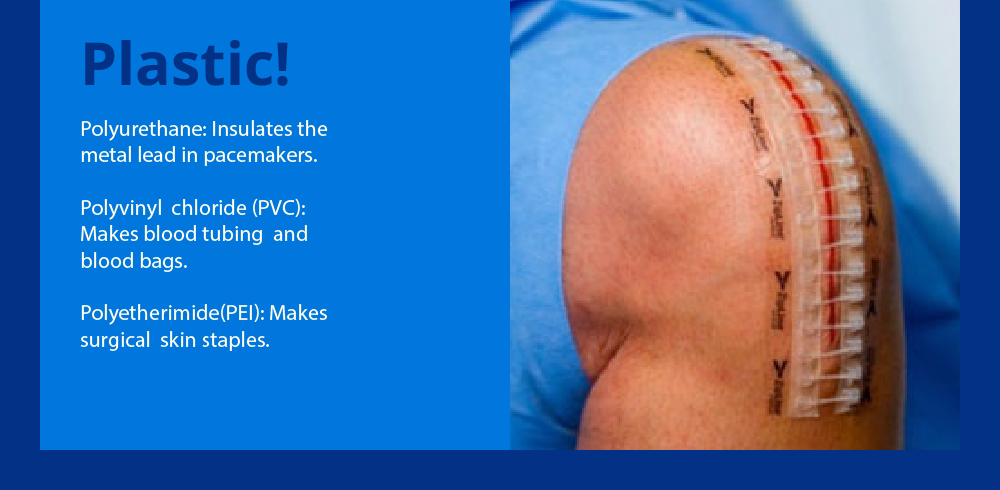 Plastic!
Polyurethane: Insulates the
metal lead in pacemakers.
Polyvinyl  chloride (PVC):
Makes blood tubing  and
blood bags.
Polyetherimide(PEI): Makes
surgical  skin staples.